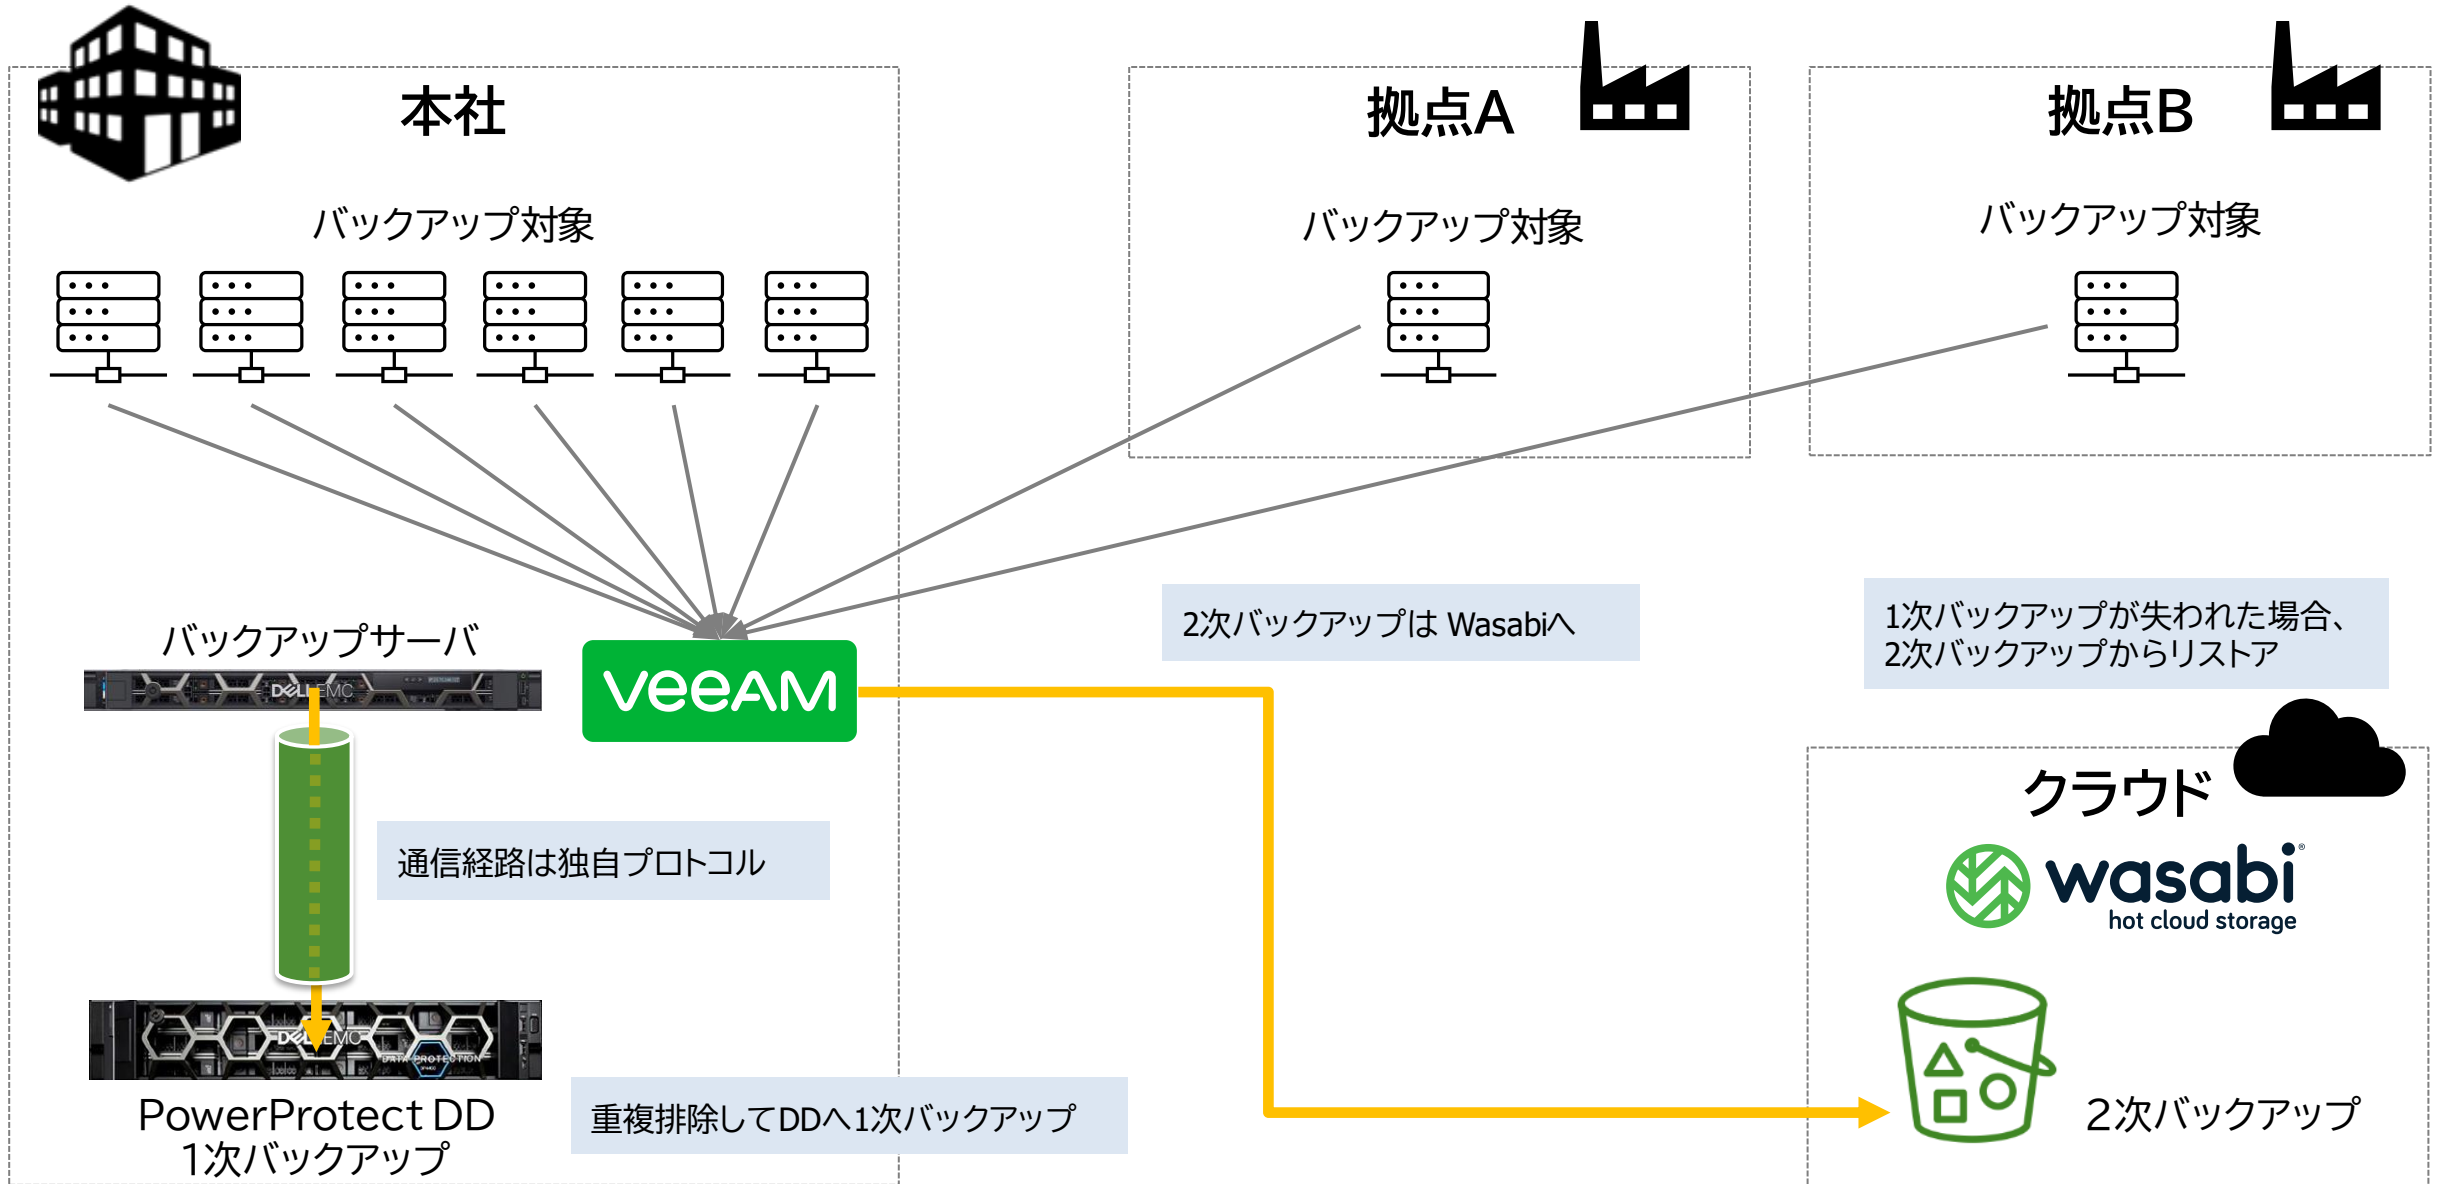 本社
拠点A
拠点B
バックアップ対象
バックアップ対象
バックアップ対象
バックアップサーバ
DELLEMC
veeAM
2次バックアップは Wasabiへ
1次バックアップが失われた場合、
2次バックアップからリストア
クラウド
wasabi
hot cloud storage
通信経路は独自プロトコル
DELLEMC
DATA PROTECTION
PowerProtect DD
1次バックアップ
重複排除してDDへ1次バックアップ
2次バックアップ